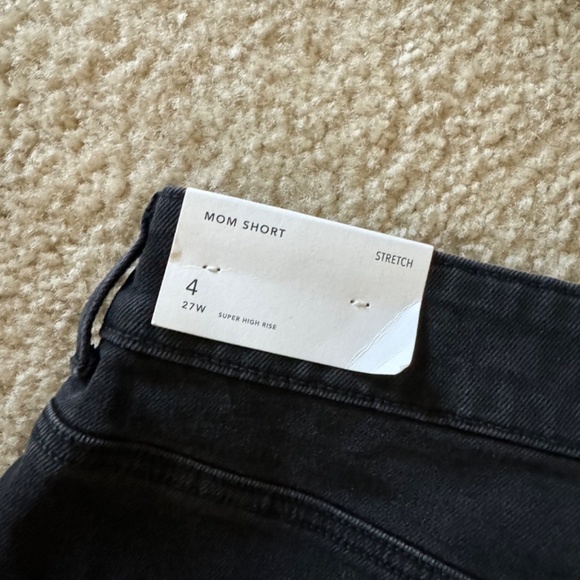 MOM SHORT
STRETCH
4
27W SUPER HIGH RISE